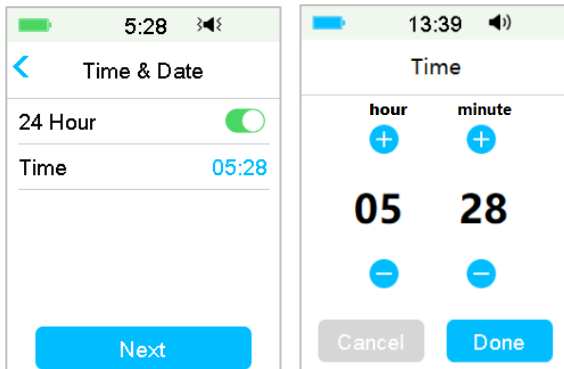 5:28
Time & Date
24 Hour
Time 05:28
Next
13:39
Time
hour minute
05 28
Cancel Done